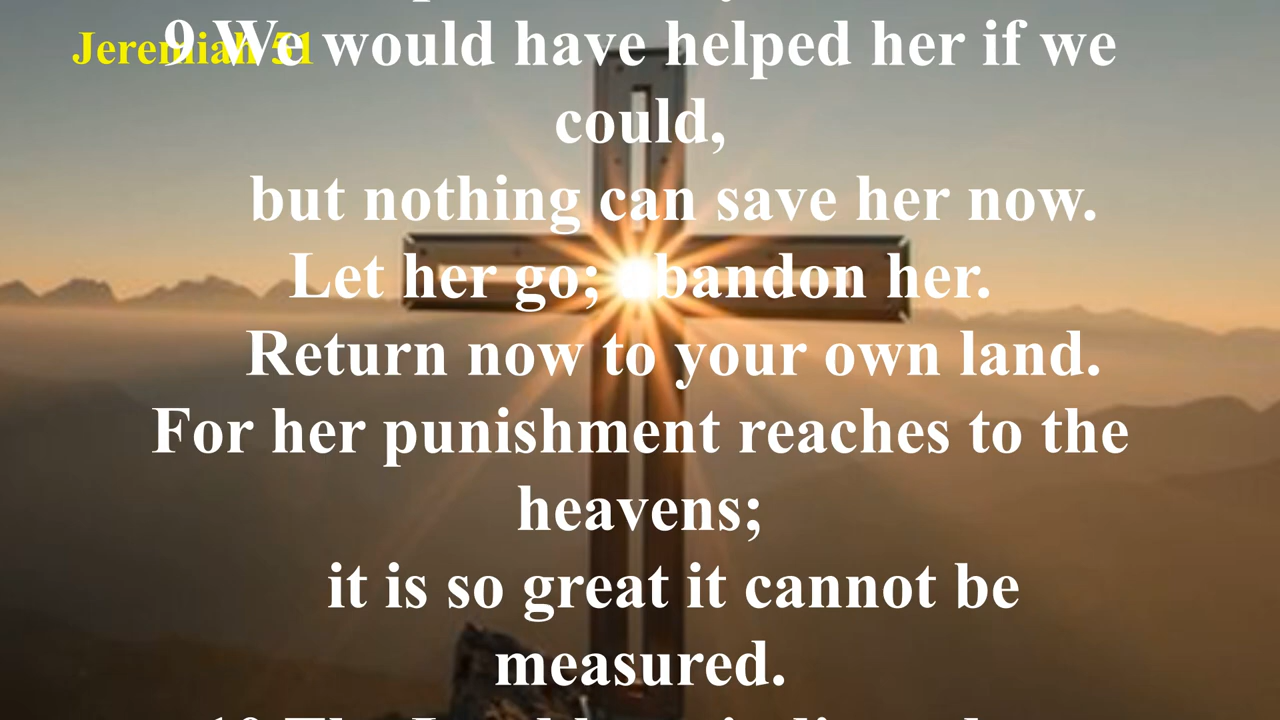 Jeremiah 51
9 We would have helped her if we
could,
but nothing can save her now.
Let her go; abandon her.
Return now to your own land.
For her punishment reaches to the
heavens;
it is so great it cannot be
measured.